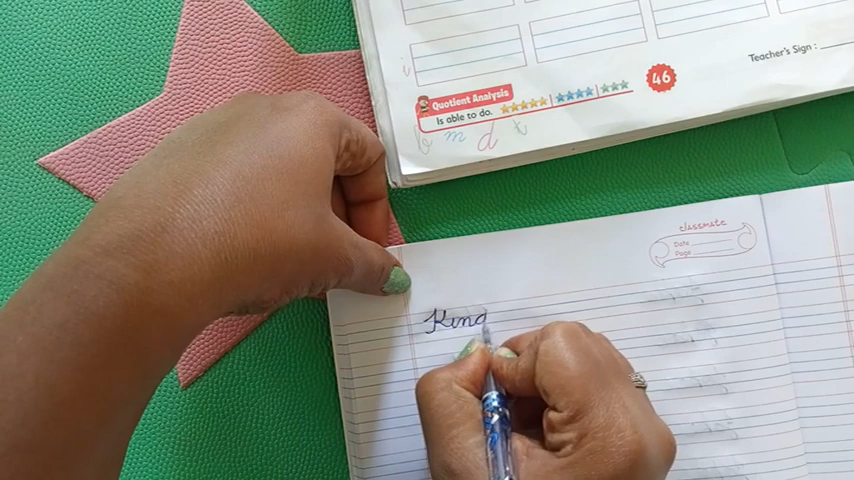 Teacher's Sign :
46
Quotient Analysis
Is able to do.
b m d t
classmate
Date
Page
Kind